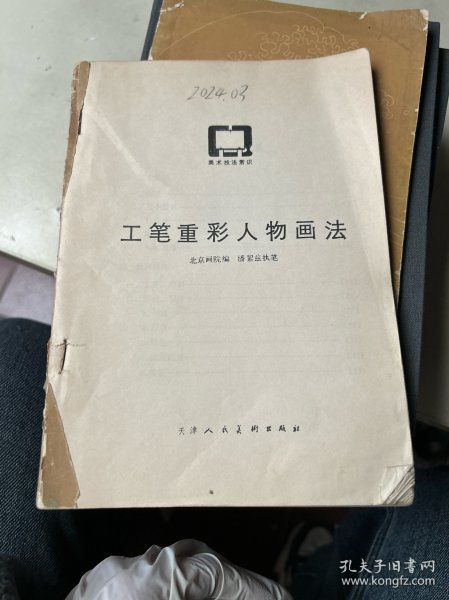 2024.03
美术技法常识
工笔重彩人物画法
北京画院编 潘絜兹执笔
天津人民美術出版社
孔夫子旧书网
www.kongfz.com